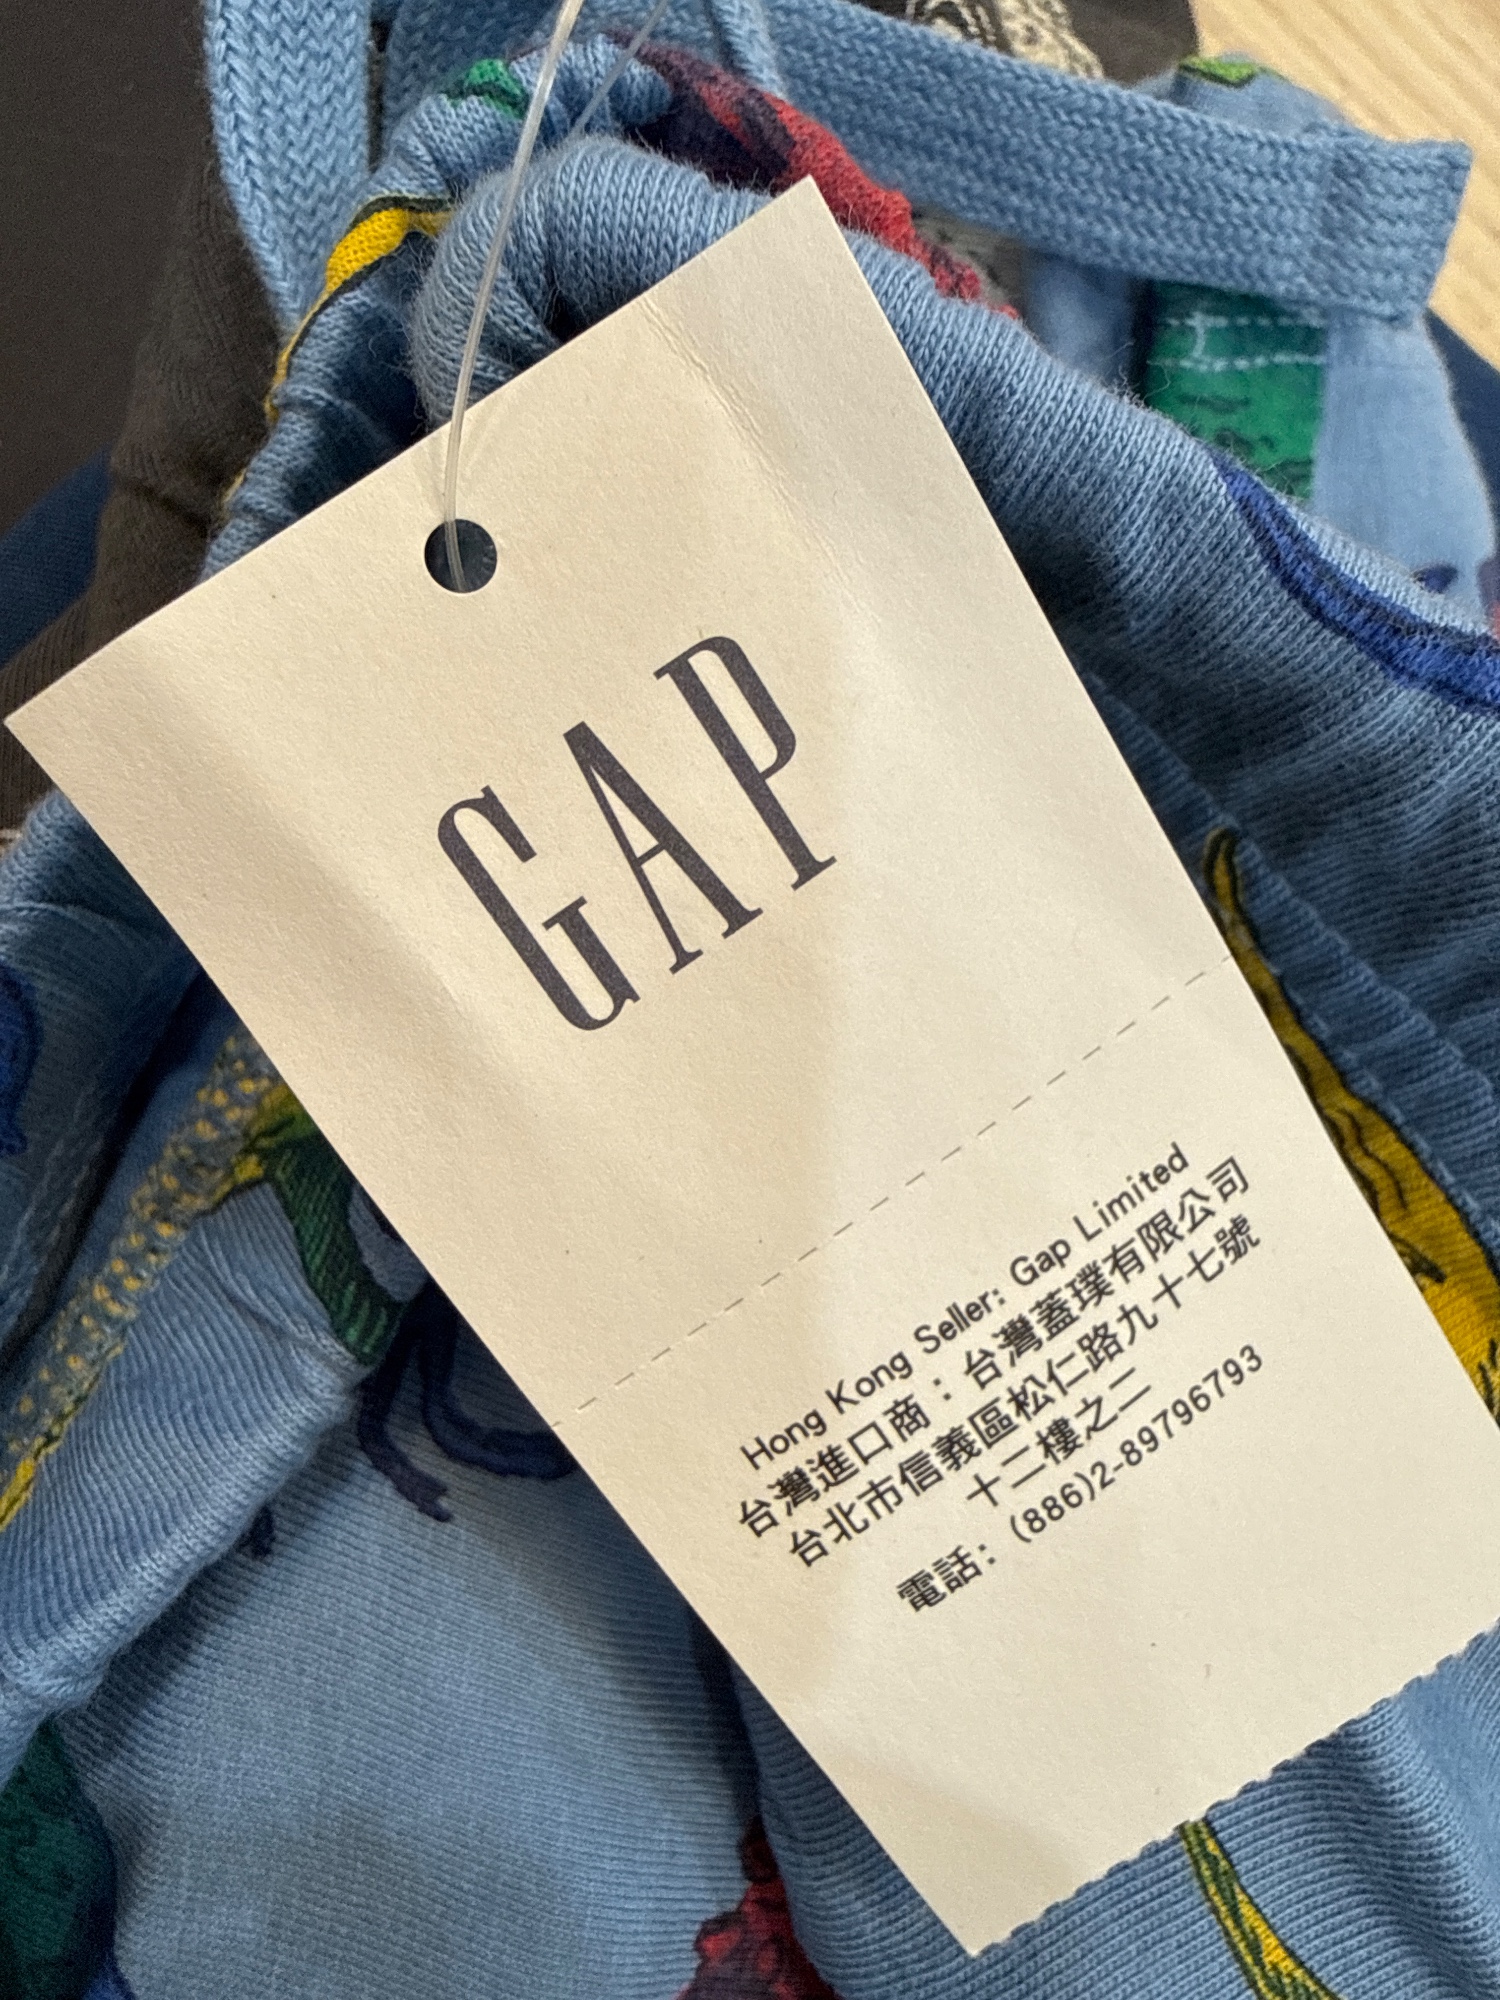 GAP
Hong Kong Seller: Gap Limited
台灣進口商：台灣蓋璞有限公司
台北市信義區松仁路九十七號
十二樓之二
電話：(886)2-89796793